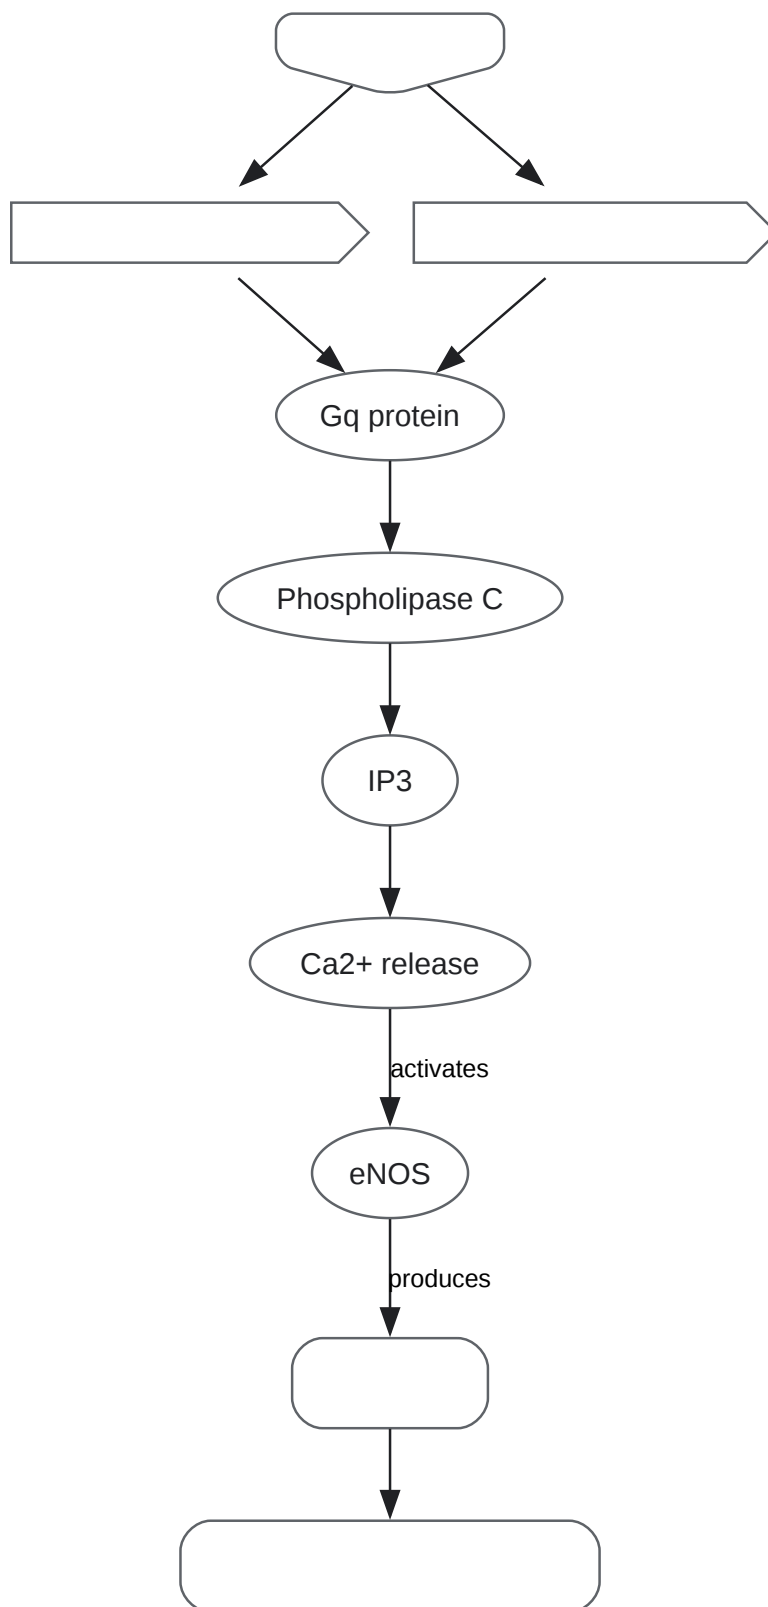 Gq protein
Phospholipase C
IP3
Ca2+ release
activates
eNOS
produces